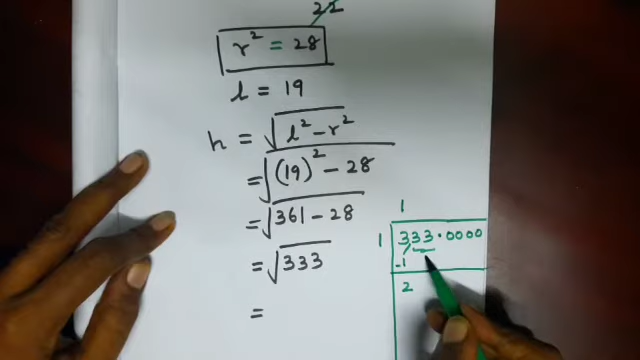 22
r² = 28
l = 19
h = √l² - r²
= √(19)² - 28
= √361 - 28
= √333
=
1
1 333.0000
-1
2